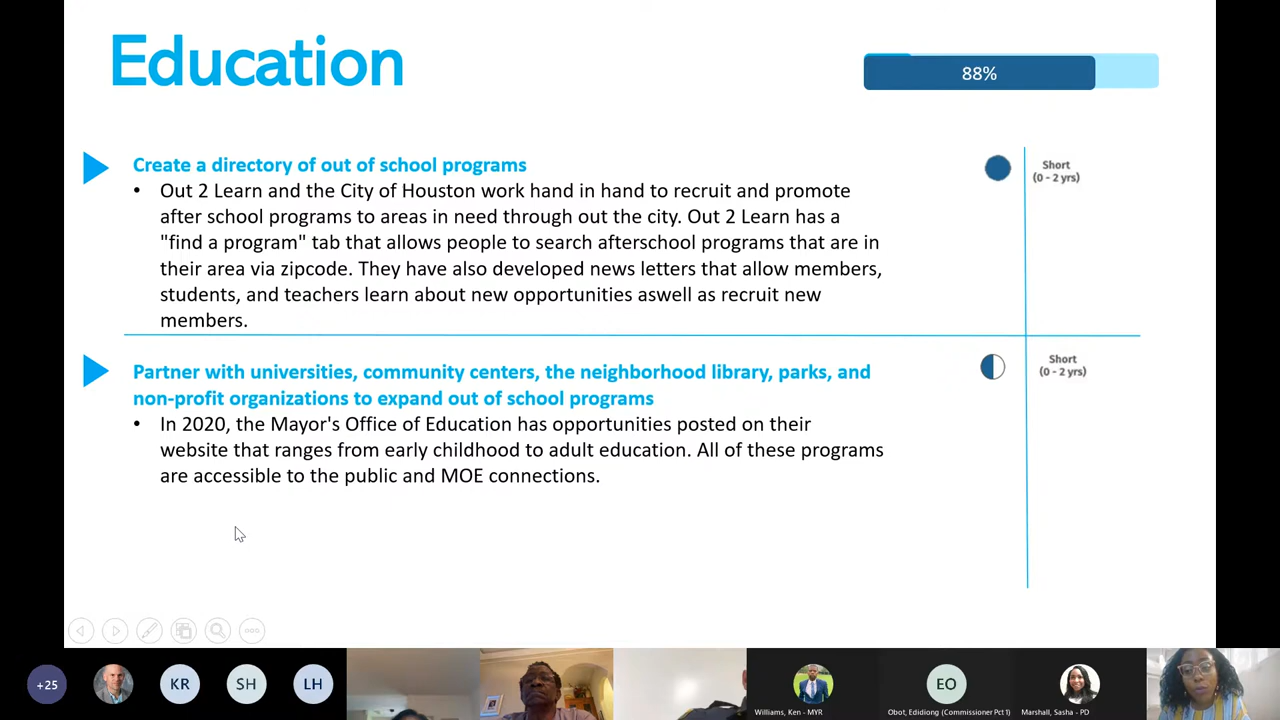 Education
88%
Create a directory of out of school programs
Short
(0 - 2 yrs)
• Out 2 Learn and the City of Houston work hand in hand to recruit and promote
after school programs to areas in need through out the city. Out 2 Learn has a
"find a program" tab that allows people to search afterschool programs that are in
their area via zipcode. They have also developed news letters that allow members,
students, and teachers learn about new opportunities aswell as recruit new
members.
Partner with universities, community centers, the neighborhood library, parks, and
non-profit organizations to expand out of school programs
Short
(0 - 2 yrs)
• In 2020, the Mayor's Office of Education has opportunities posted on their
website that ranges from early childhood to adult education. All of these programs
are accessible to the public and MOE connections.
+25
KR
SH
LH
EO
Williams, Ken - MYR
Obot, Edidiong (Commissioner Pct 1)
Marshall, Sasha - PD